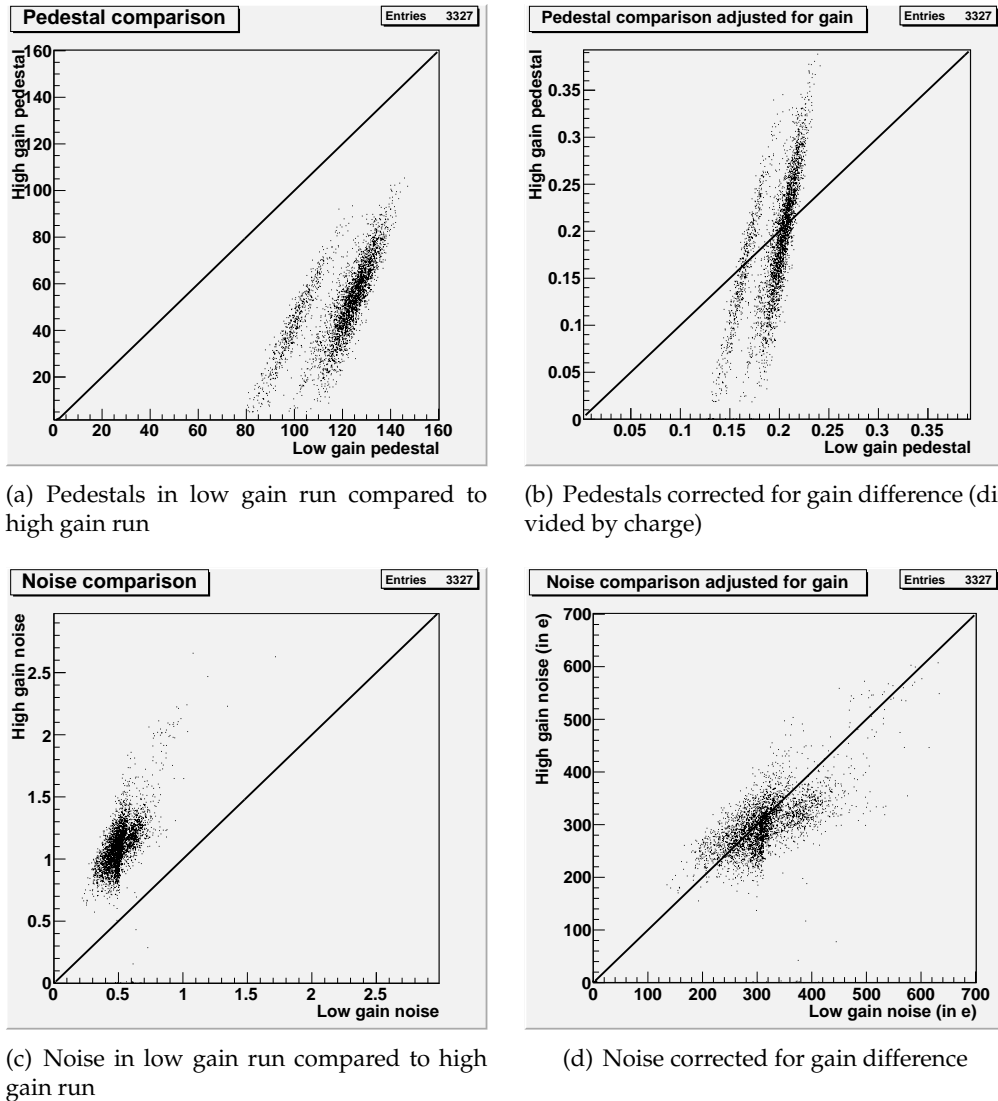 Pedestal comparison
Entries 3327
High gain pedestal
160
140
120
100
80
60
40
20
0
0 20 40 60 80 100 120 140 160
Low gain pedestal
(a) Pedestals in low gain run compared to
high gain run
Pedestal comparison adjusted for gain
Entries 3327
High gain pedestal
0.35
0.3
0.25
0.2
0.15
0.1
0.05
0
0.05 0.1 0.15 0.2 0.25 0.3 0.35
Low gain pedestal
(b) Pedestals corrected for gain difference (di
vided by charge)
Noise comparison
Entries 3327
High gain noise
2.5
2
1.5
1
0.5
0
0 0.5 1 1.5 2 2.5
Low gain noise
(c) Noise in low gain run compared to high
gain run
Noise comparison adjusted for gain
Entries 3327
High gain noise (in e)
700
600
500
400
300
200
100
0
0 100 200 300 400 500 600 700
Low gain noise (in e)
(d) Noise corrected for gain difference